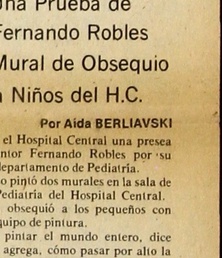 na Prueba de
Fernando Robles
Mural de Obsequio
a Niños del H.C.
Por Aida BERLIAVSKI
el Hospital Central una presea
ntor Fernando Robles por su
departamento de Pediatría.
o pintó dos murales en la sala de
Pediatría del Hospital Central.
obsequió a los pequeños con
quipo de pintura.
pintar el mundo entero, dice
agrega, cómo pasar por alto la